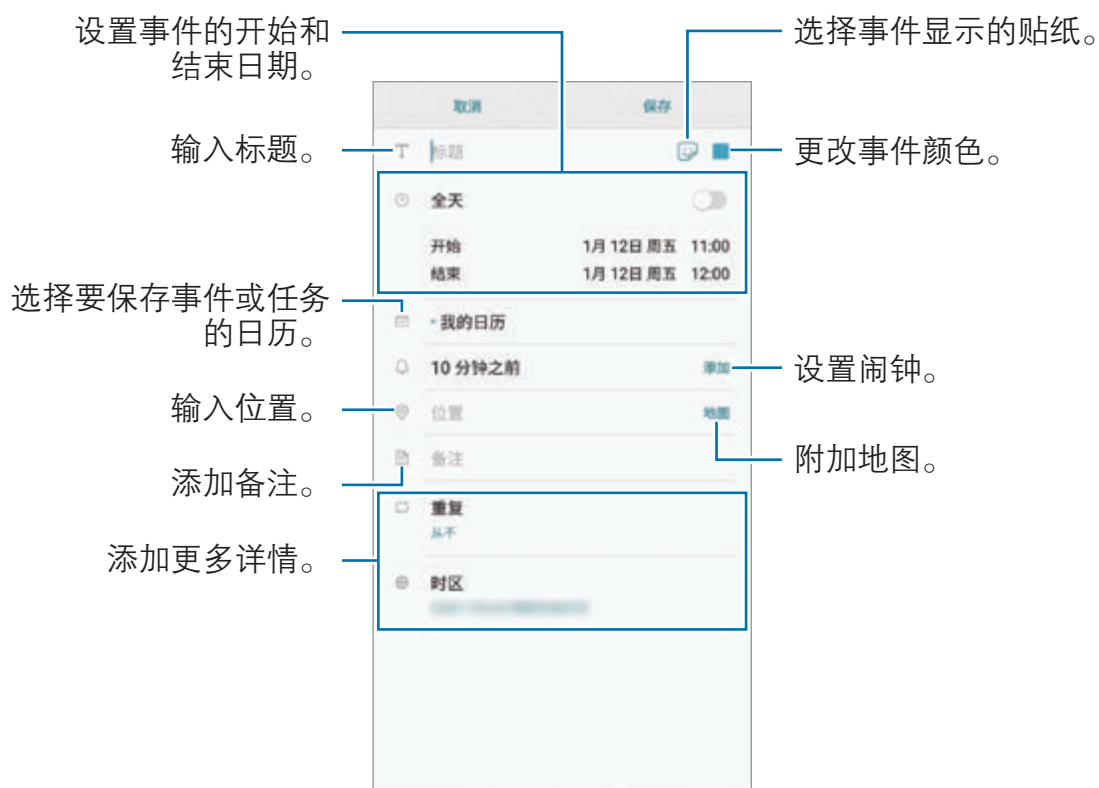 设置事件的开始和
结束日期。
选择事件显示的贴纸。
取消
保存
输入标题。
标题
更改事件颜色。
全天
开始
1月 12日 周五 11:00
结束
1月 12日 周五 12:00
选择要保存事件或任务
的日历。
我的日历
10 分钟之前
添加
设置闹钟。
输入位置。
位置
地图
附加地图。
备注
添加备注。
重复
从不
添加更多详情。
时区